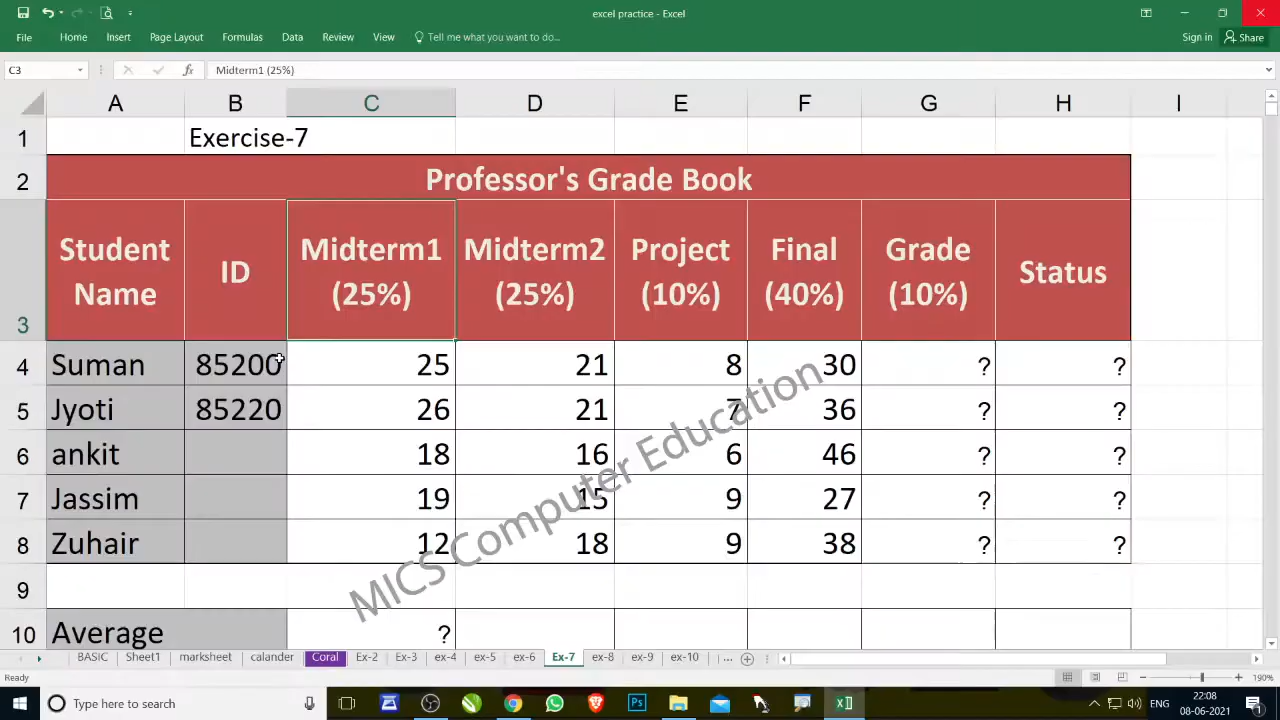 excel practice - Excel
File Home Insert Page Layout Formulas Data Review View Tell me what you want to do... Sign in Share
C3 fx Midterm1 (25%)
A B C D E F G H I
1 Exercise-7
2 Professor's Grade Book
3 Student Name ID Midterm1 (25%) Midterm2 (25%) Project (10%) Final (40%) Grade (10%) Status
4 Suman 85200 25 21 8 30 ? ?
5 Jyoti 85220 26 21 7 36 ? ?
6 ankit 18 16 6 46 ? ?
7 Jassim 19 15 9 27 ? ?
8 Zuhair 12 18 9 38 ? ?
9
10 Average ?
MICS Computer Education
BASIC Sheet1 marksheet calander Coral Ex-2 Ex-3 ex-4 ex-5 ex-6 Ex-7 ex-8 ex-9 ex-10 ...
Ready 190%
Type here to search Ps ENG 22:08
08-06-2021